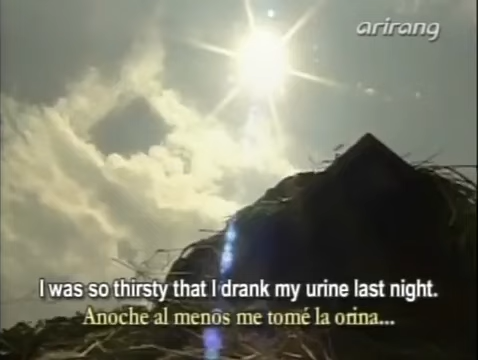 arirang
I was so thirsty that I drank my urine last night.
Anoche al menos me tomé la orina...